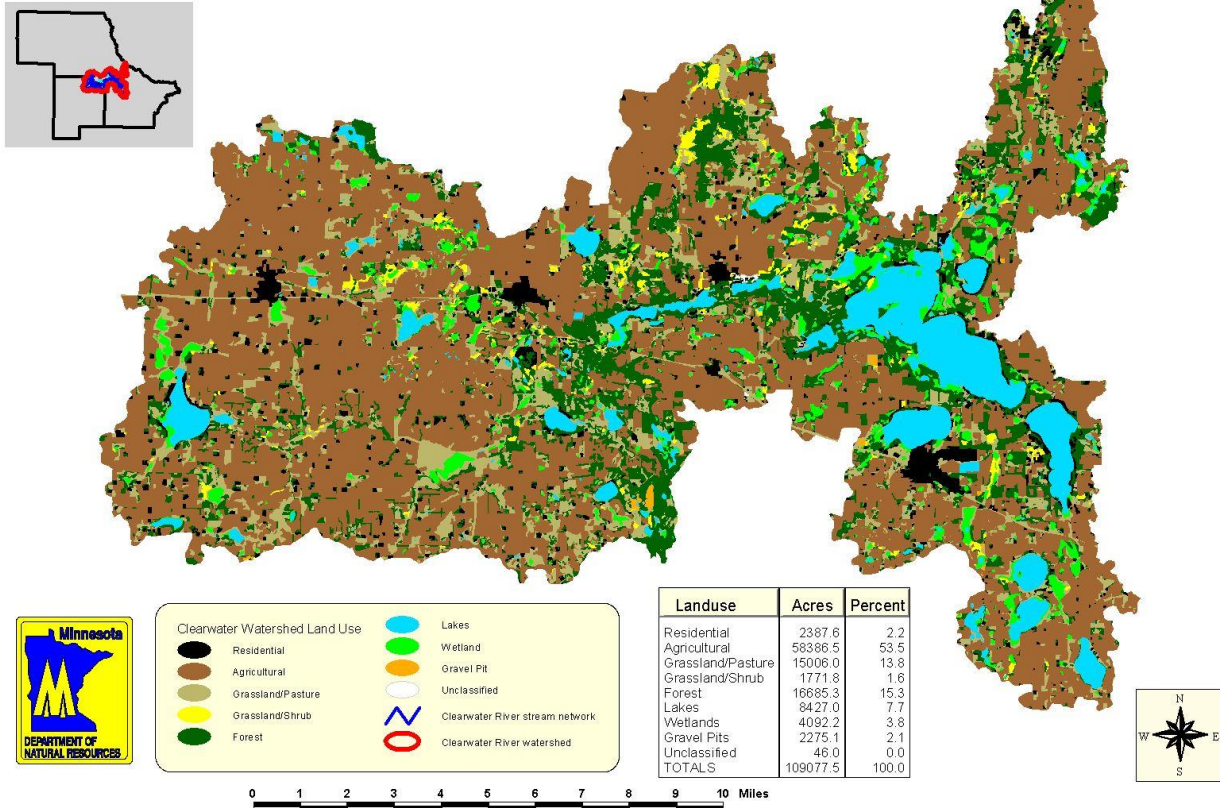 Minnesota
DEPARTMENT OF
NATURAL RESOURCES
Clearwater Watershed Land Use
Residential
Agricultural
Grassland/Pasture
Grassland/Shrub
Forest
Lakes
Wetland
Gravel Pit
Unclassified
Clearwater River stream network
Clearwater River watershed
Landuse Acres Percent
Residential 2387.6 2.2
Agricultural 58386.5 53.5
Grassland/Pasture 15006.0 13.8
Grassland/Shrub 1771.8 1.6
Forest 16685.3 15.3
Lakes 8427.0 7.7
Wetlands 4092.2 3.8
Gravel Pits 2275.1 2.1
Unclassified 46.0 0.0
TOTALS 109077.5 100.0
N
W E
S
0 1 2 3 4 5 6 7 8 9 10 Miles